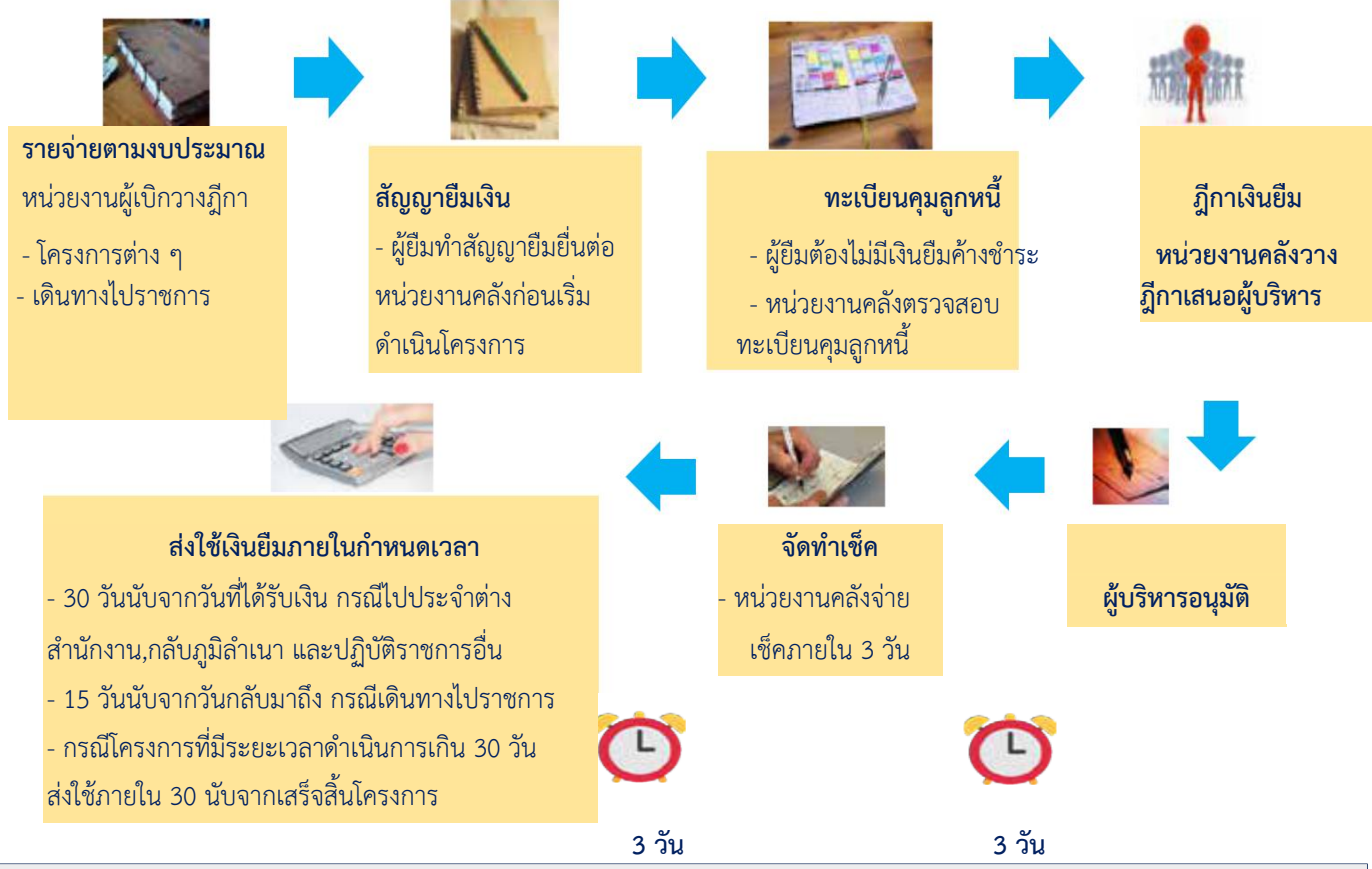 รายจ่ายตามงบประมาณ
หน่วยงานผู้เบิกวางฎีกา
- โครงการต่าง ๆ
- เดินทางไปราชการ
สัญญายืมเงิน
- ผู้ยืมทำสัญญายืมยื่นต่อ
หน่วยงานคลังก่อนเริ่ม
ดำเนินโครงการ
ทะเบียนคุมลูกหนี้
- ผู้ยืมต้องไม่มีเงินยืมค้างชำระ
- หน่วยงานคลังตรวจสอบ
ทะเบียนคุมลูกหนี้
ฎีกาเงินยืม
หน่วยงานคลังวาง
ฎีกาเสนอผู้บริหาร
ผู้บริหารอนุมัติ
จัดทำเช็ค
- หน่วยงานคลังจ่าย
เช็คภายใน 3 วัน
ส่งใช้เงินยืมภายในกำหนดเวลา
- 30 วันนับจากวันที่ได้รับเงิน กรณีไปประจำต่าง
สำนักงาน,กลับภูมิลำเนา และปฏิบัติราชการอื่น
- 15 วันนับจากวันกลับมาถึง กรณีเดินทางไปราชการ
- กรณีโครงการที่มีระยะเวลาดำเนินการเกิน 30 วัน
ส่งใช้ภายใน 30 นับจากเสร็จสิ้นโครงการ
3 วัน
3 วัน